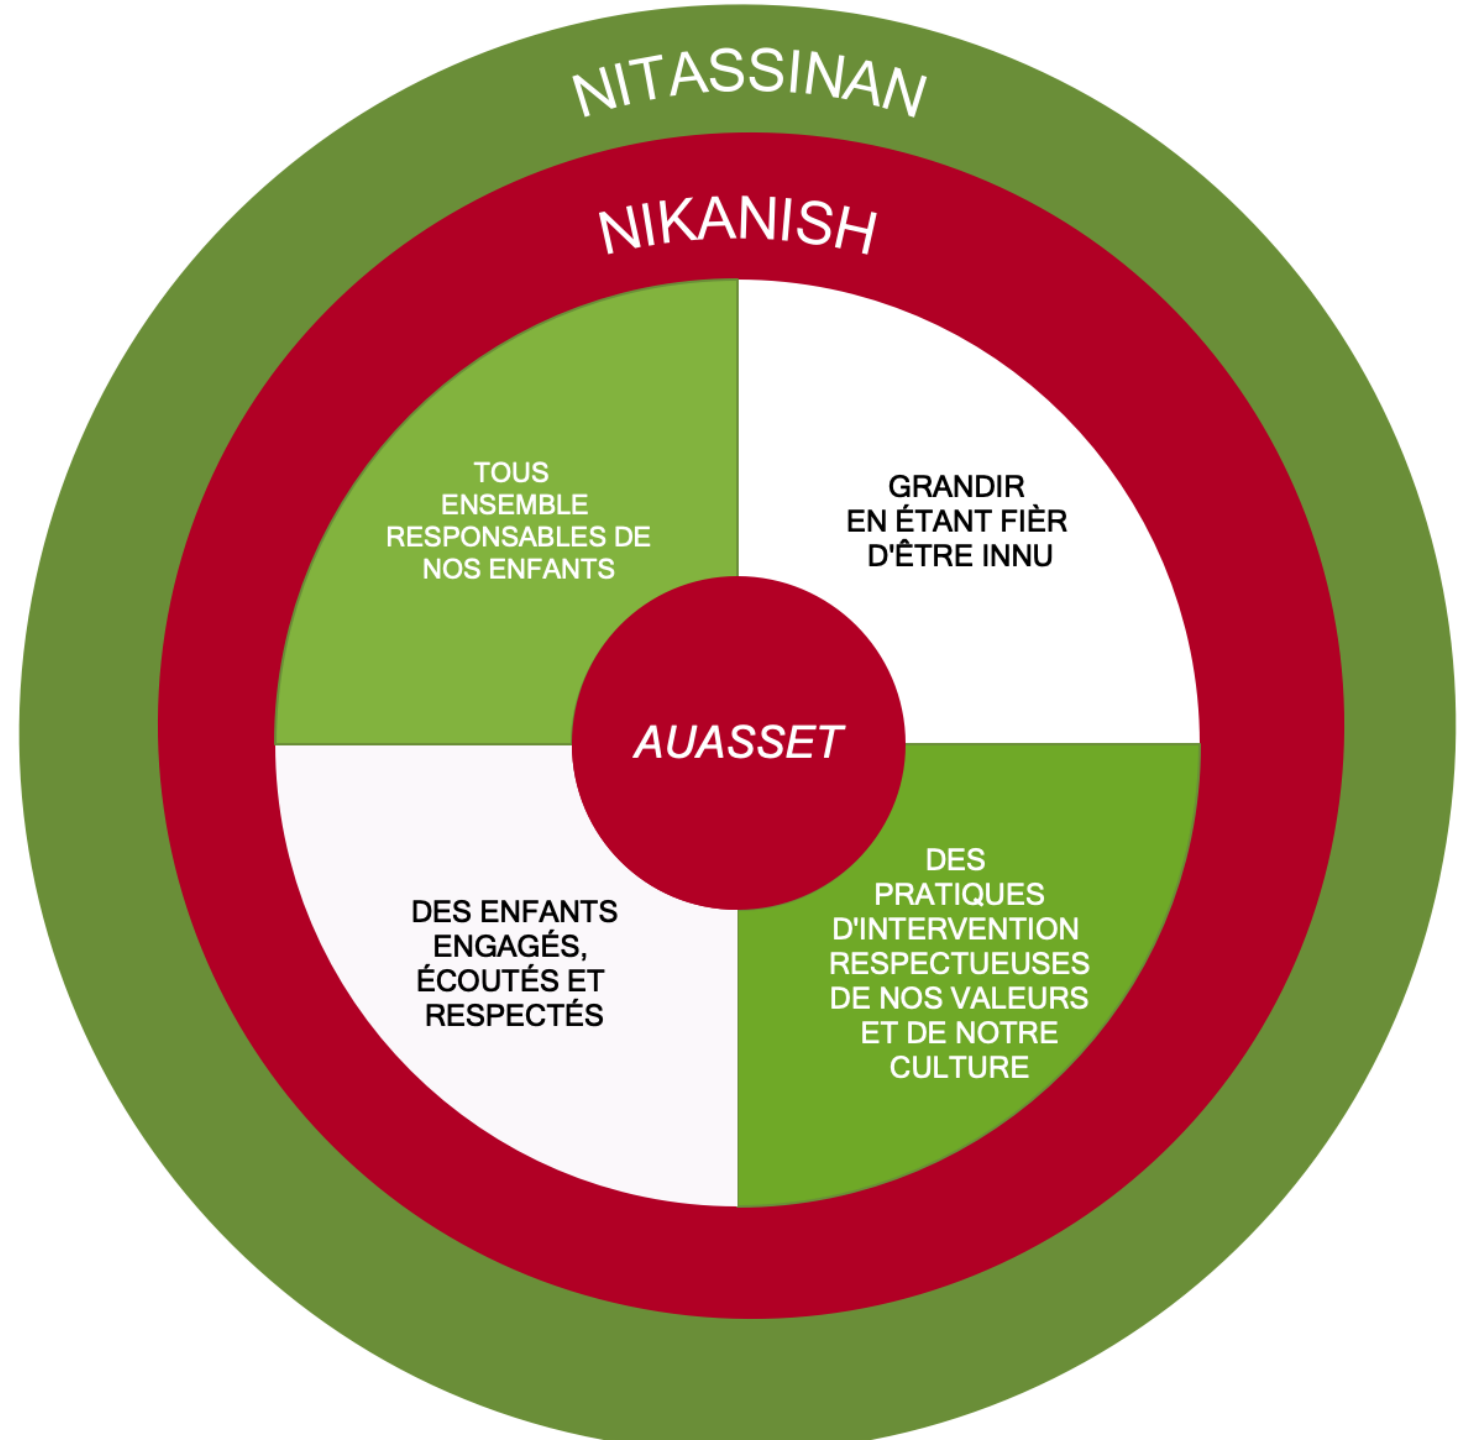 NITASSINAN
NIKANISH
TOUS
ENSEMBLE
RESPONSABLES DE
NOS ENFANTS
GRANDIR
EN ÉTANT FIÈR
D'ÊTRE INNU
AUASSET
DES ENFANTS
ENGAGÉS,
ÉCOUTÉS ET
RESPECTÉS
DES
PRATIQUES
D'INTERVENTION
RESPECTUEUSES
DE NOS VALEURS
ET DE NOTRE
CULTURE